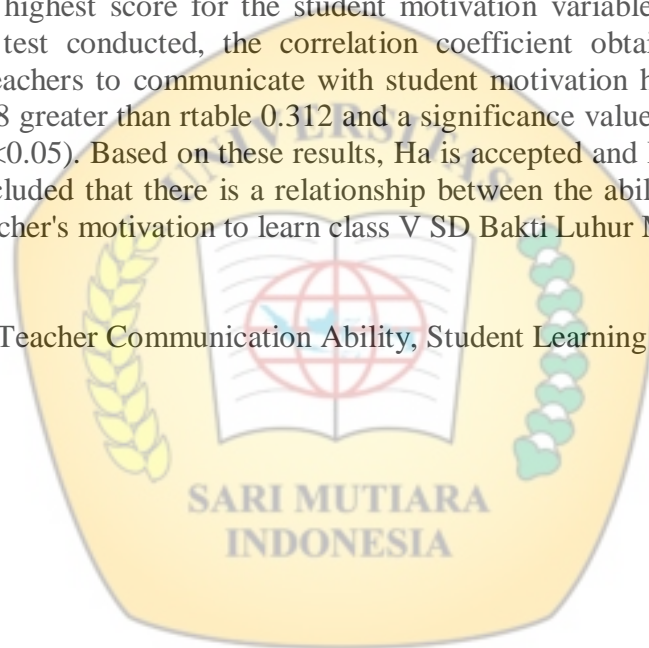 highest score for the student motivation variable
test conducted, the correlation coefficient obtai
eachers to communicate with student motivation h
8 greater than rtable 0.312 and a significance value
<0.05). Based on these results, Ha is accepted and
cluded that there is a relationship between the abil
cher's motivation to learn class V SD Bakti Luhur M
Teacher Communication Ability, Student Learning
UNIVERSITAS
SARI MUTIARA
INDONESIA